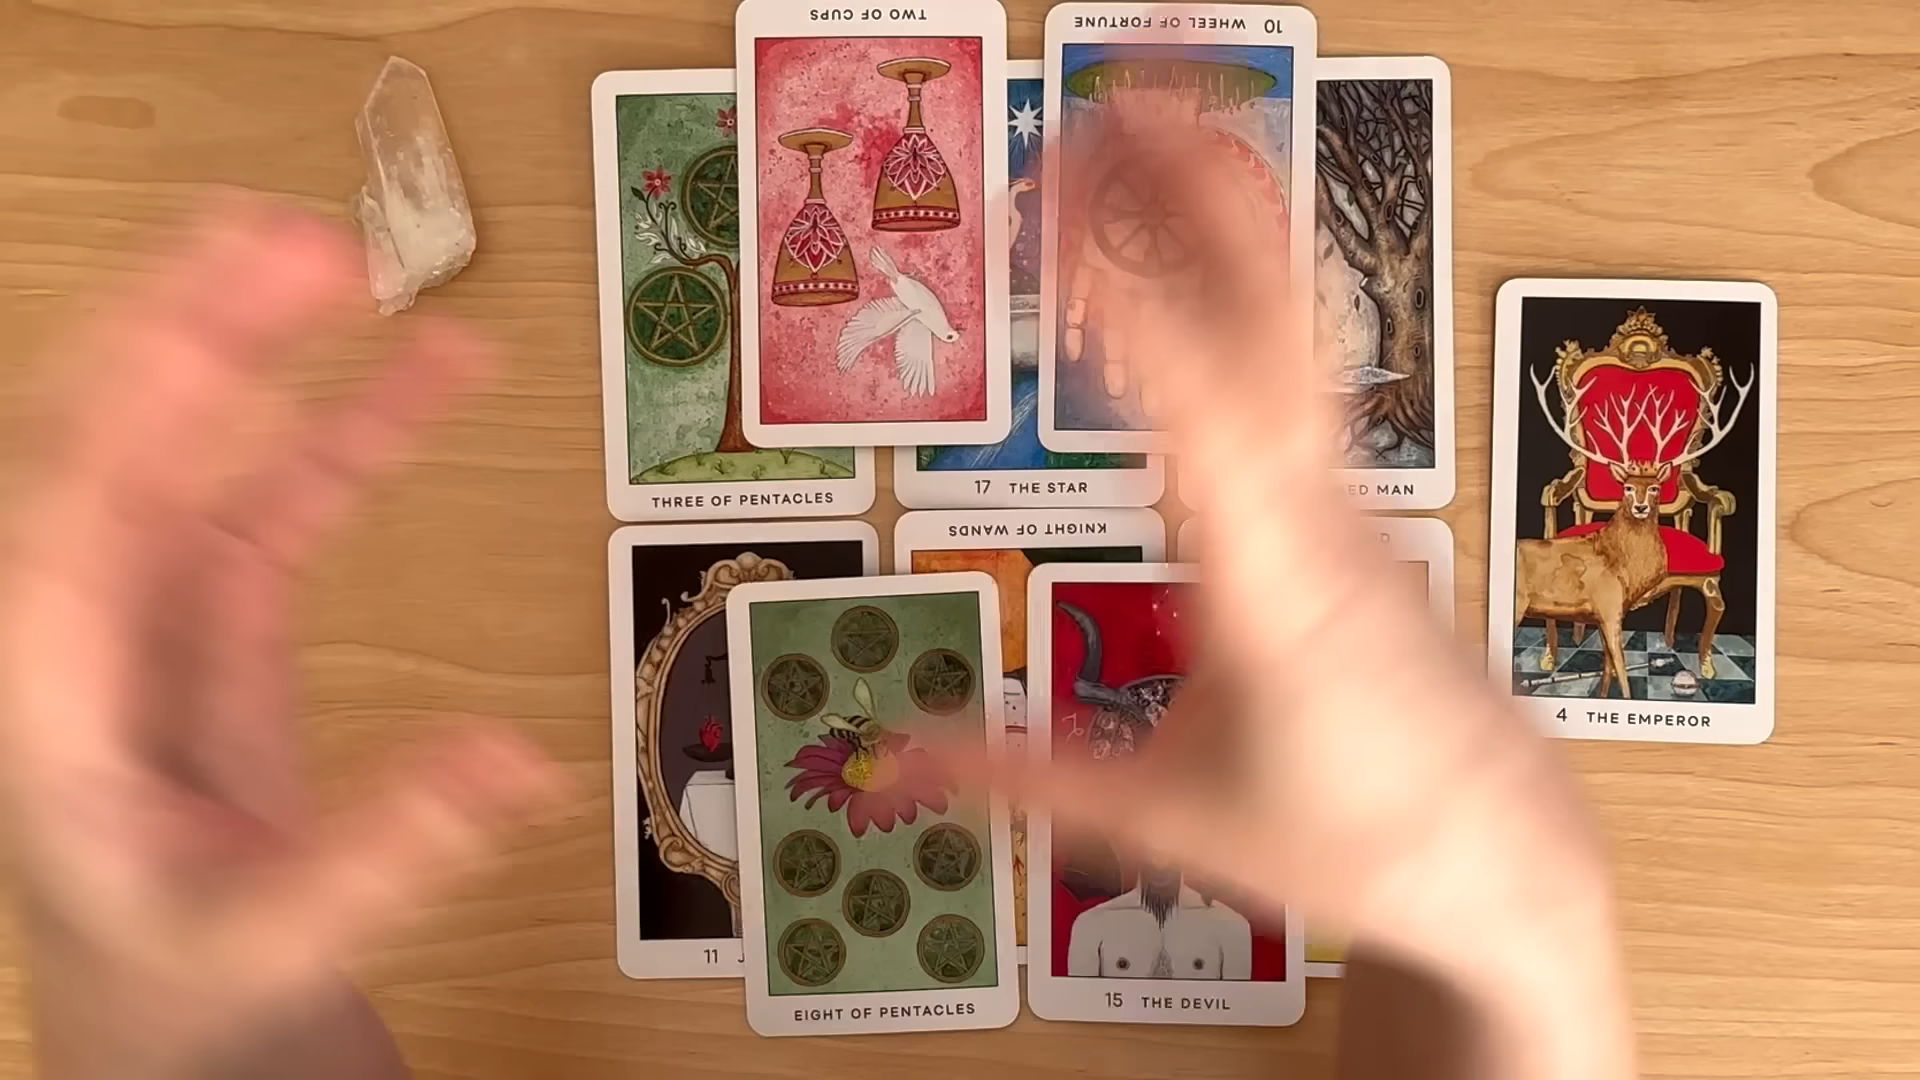 TWO OF CUPS
10 WHEEL OF FORTUNE
THREE OF PENTACLES
17 THE STAR
ED MAN
KNIGHT OF WANDS
4 THE EMPEROR
11 J
EIGHT OF PENTACLES
15 THE DEVIL